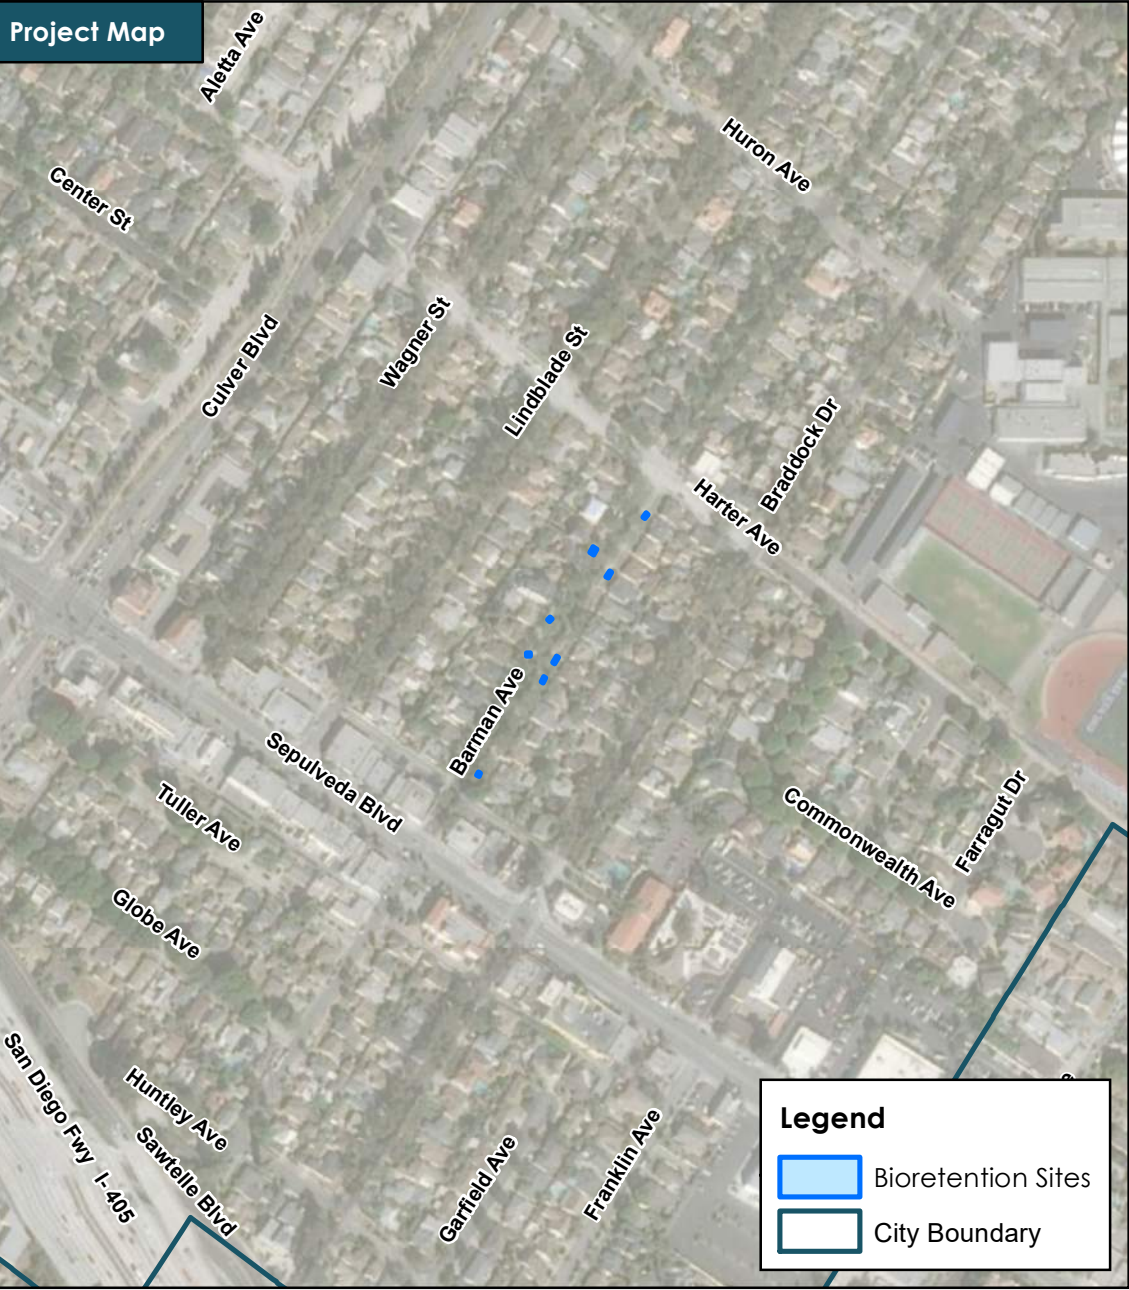 Project Map
Aletta Ave
Huron Ave
Center St
Culver Blvd
Wagner St
Lindblade St
Braddock Dr
Harter Ave
Barman Ave
Sepulveda Blvd
Tuller Ave
Commonwealth Ave
Farragut Dr
Globe Ave
San Diego Fwy I-405
Huntley Ave
Sawtelle Blvd
Garfield Ave
Franklin Ave
Legend
Bioretention Sites
City Boundary